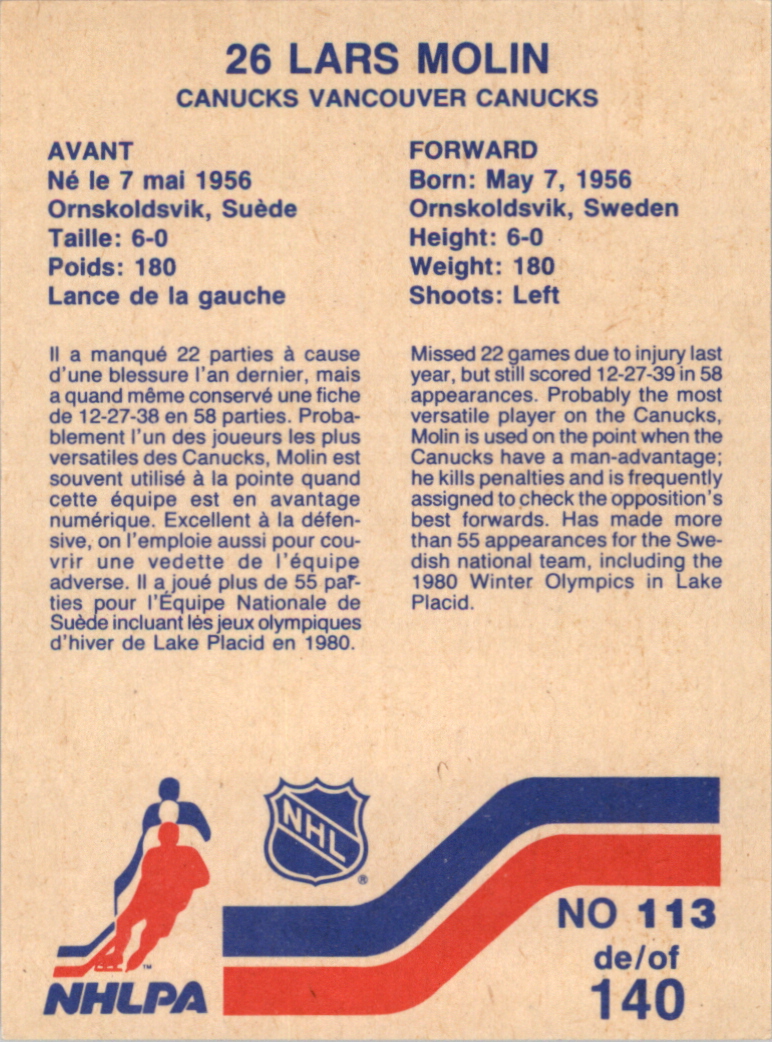 26 LARS MOLIN
CANUCKS VANCOUVER CANUCKS
AVANT
Né le 7 mai 1956
Ornskoldsvik, Suède
Taille: 6-0
Poids: 180
Lance de la gauche
Il a manqué 22 parties à cause
d'une blessure l'an dernier, mais
a quand même conservé une fiche
de 12-27-38 en 58 parties. Proba-
blement l'un des joueurs les plus
versatiles des Canucks, Molin est
souvent utilisé à la pointe quand
cette équipe est en avantage
numérique. Excellent à la défen-
sive, on l'emploie aussi pour cou-
vrir une vedette de l'équipe
adverse. Il a joué plus de 55 par-
ties pour l'Équipe Nationale de
Suède incluant lés jeux olympiques
d'hiver de Lake Placid en 1980.
FORWARD
Born: May 7, 1956
Ornskoldsvik, Sweden
Height: 6-0
Weight: 180
Shoots: Left
Missed 22 games due to injury last
year, but still scored 12-27-39 in 58
appearances. Probably the most
versatile player on the Canucks,
Molin is used on the point when the
Canucks have a man-advantage;
he kills penalties and is frequently
assigned to check the opposition's
best forwards. Has made more
than 55 appearances for the Swe-
dish national team, including the
1980 Winter Olympics in Lake
Placid.
NHL
®
TM
NHLPA
NO 113
de/of
140